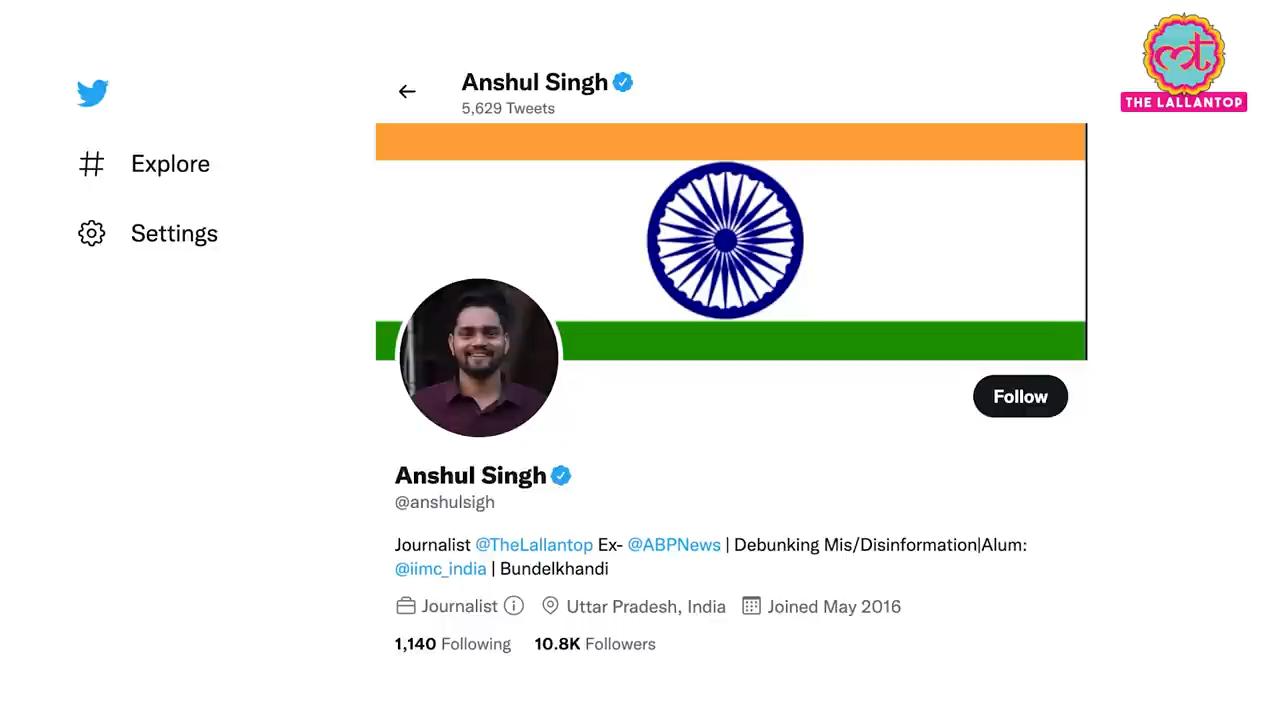 Anshul Singh
5,629 Tweets
THE LALLANTOP
Explore
Settings
Follow
Anshul Singh
@anshulsigh
Journalist @TheLallantop Ex- @ABPNews | Debunking Mis/Disinformation|Alum:
@iimc_india | Bundelkhandi
Journalist Uttar Pradesh, India Joined May 2016
1,140 Following 10.8K Followers